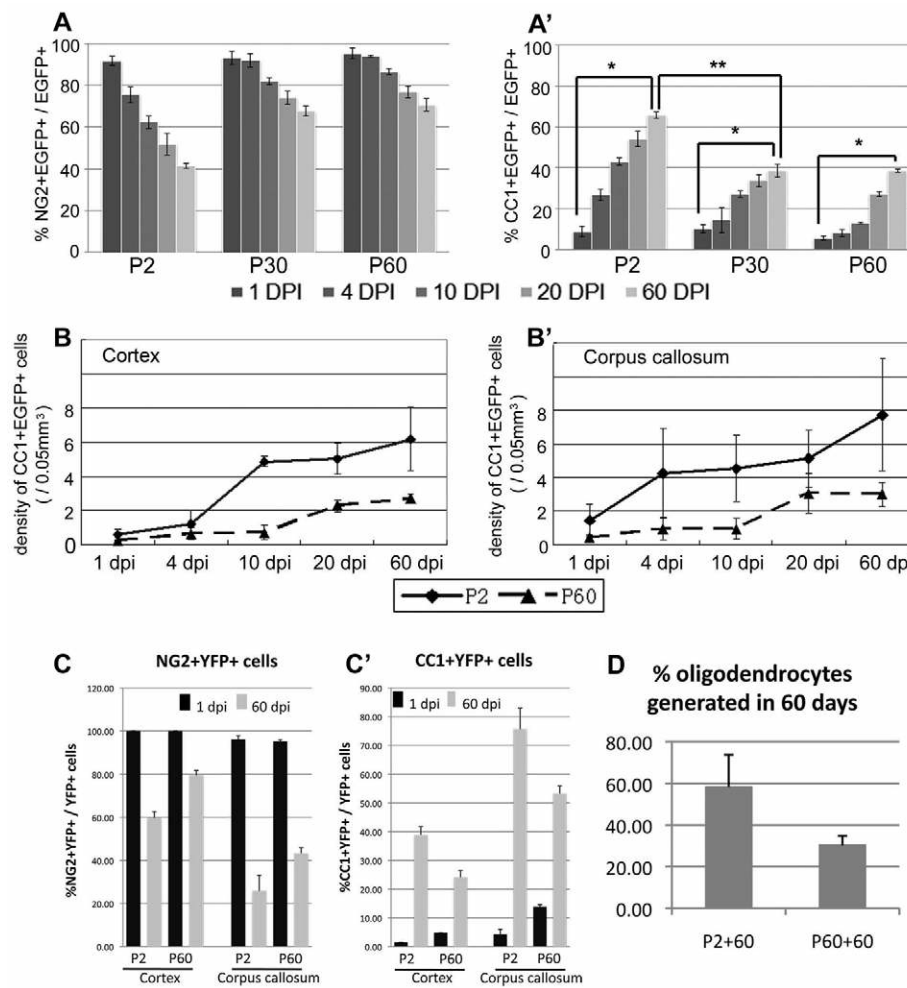 A
% NG2+EGFP+ / EGFP+
100
80
60
40
20
0
P2 P30 P60
A'
% CC1+EGFP+ / EGFP+
100
80
60
40
20
0
* ** * *
P2 P30 P60
1 DPI 4 DPI 10 DPI 20 DPI 60 DPI
B
Cortex
density of CC1+EGFP+ cells
( / 0.05mm³)
8
6
4
2
0
1 dpi 4 dpi 10 dpi 20 dpi 60 dpi
B'
Corpus callosum
density of CC1+EGFP+ cells
( / 0.05mm³)
8
6
4
2
0
1 dpi 4 dpi 10 dpi 20 dpi 60 dpi
P2 P60
C
NG2+YFP+ cells
%NG2+YFP+ / YFP+ cells
120.00
100.00
80.00
60.00
40.00
20.00
0.00
1 dpi 60 dpi
P2 P60 P2 P60
Cortex Corpus callosum
C'
CC1+YFP+ cells
%CC1+YFP+ / YFP+ cells
90.00
80.00
70.00
60.00
50.00
40.00
30.00
20.00
10.00
0.00
1 dpi 60 dpi
P2 P60 P2 P60
Cortex Corpus callosum
D
% oligodendrocytes
generated in 60 days
80.00
60.00
40.00
20.00
0.00
P2+60 P60+60